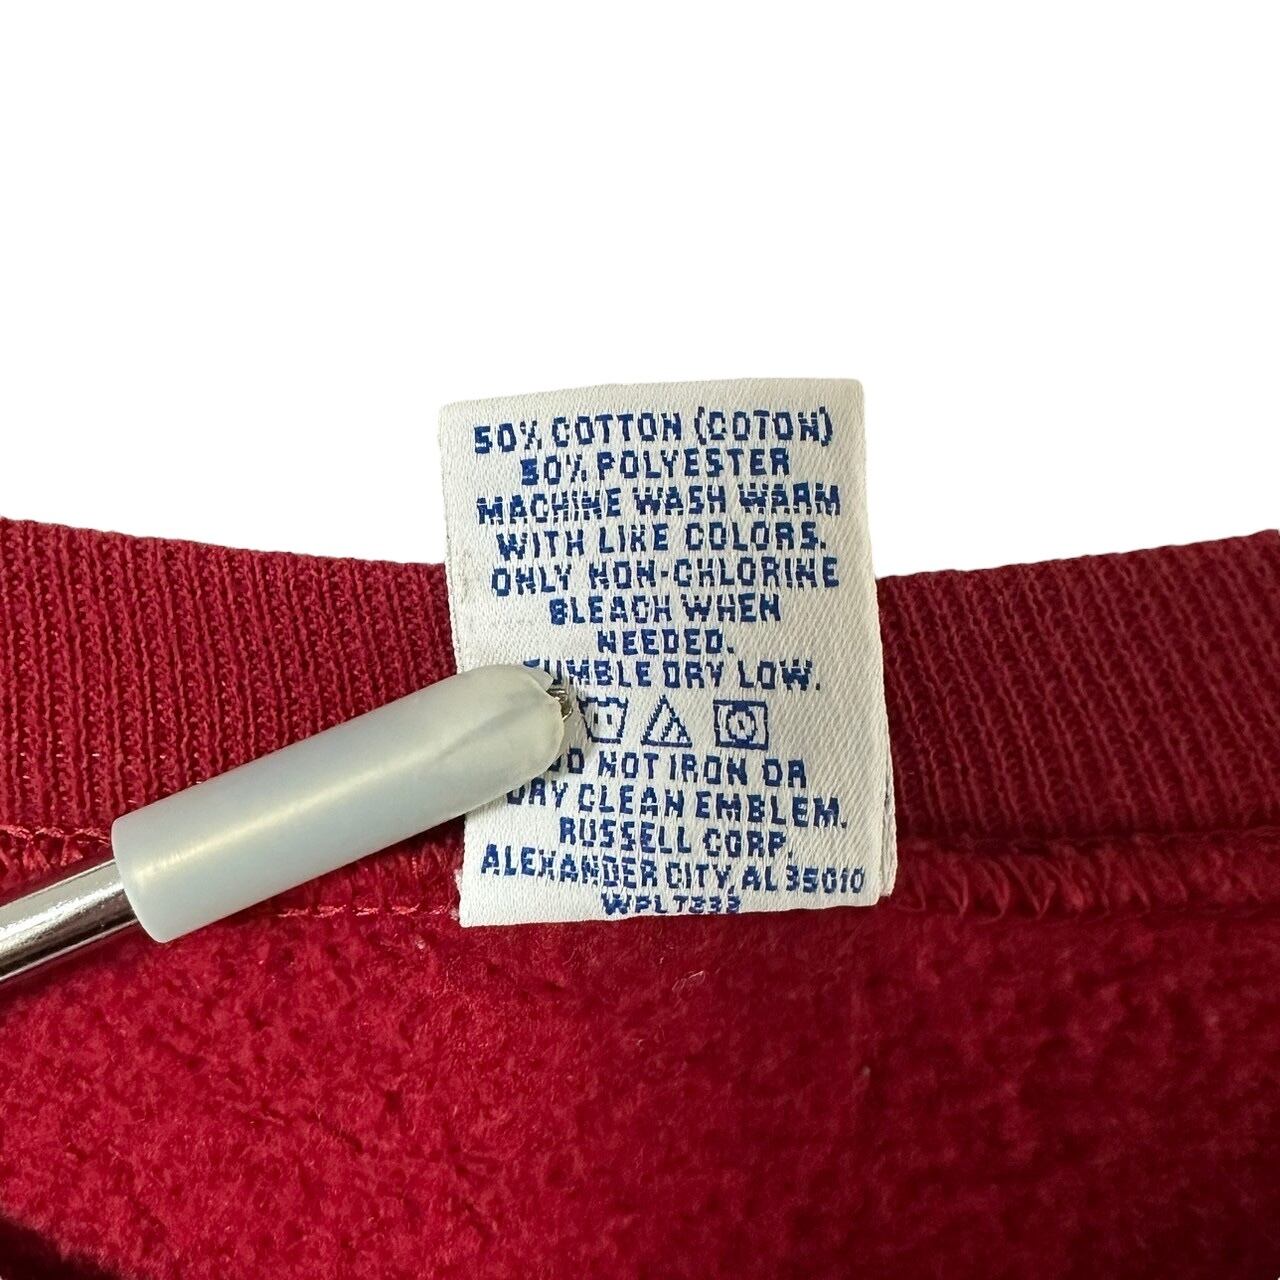 50% COTTON (COTON)
50% POLYESTER
MACHINE WASH WARM
WITH LIKE COLORS.
ONLY NON-CHLORINE
BLEACH WHEN
NEEDED.
TUMBLE DRY LOW.
DO NOT IRON OR
DRY CLEAN EMBLEM.
RUSSELL CORP.
ALEXANDER CITY, AL 35010